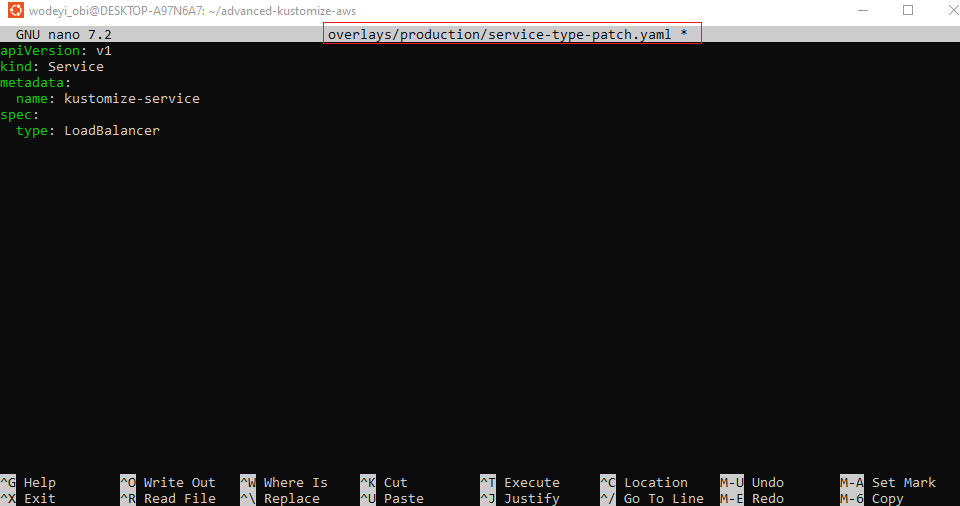 wodeyi_obi@DESKTOP-A97N6A7: ~/advanced-kustomize-aws
GNU nano 7.2 overlays/production/service-type-patch.yaml *
apiVersion: v1
kind: Service
metadata:
  name: kustomize-service
spec:
  type: LoadBalancer
^G Help ^O Write Out ^W Where Is ^K Cut ^T Execute ^C Location M-U Undo M-A Set Mark
^X Exit ^R Read File ^\ Replace ^U Paste ^J Justify ^/ Go To Line M-E Redo M-6 Copy